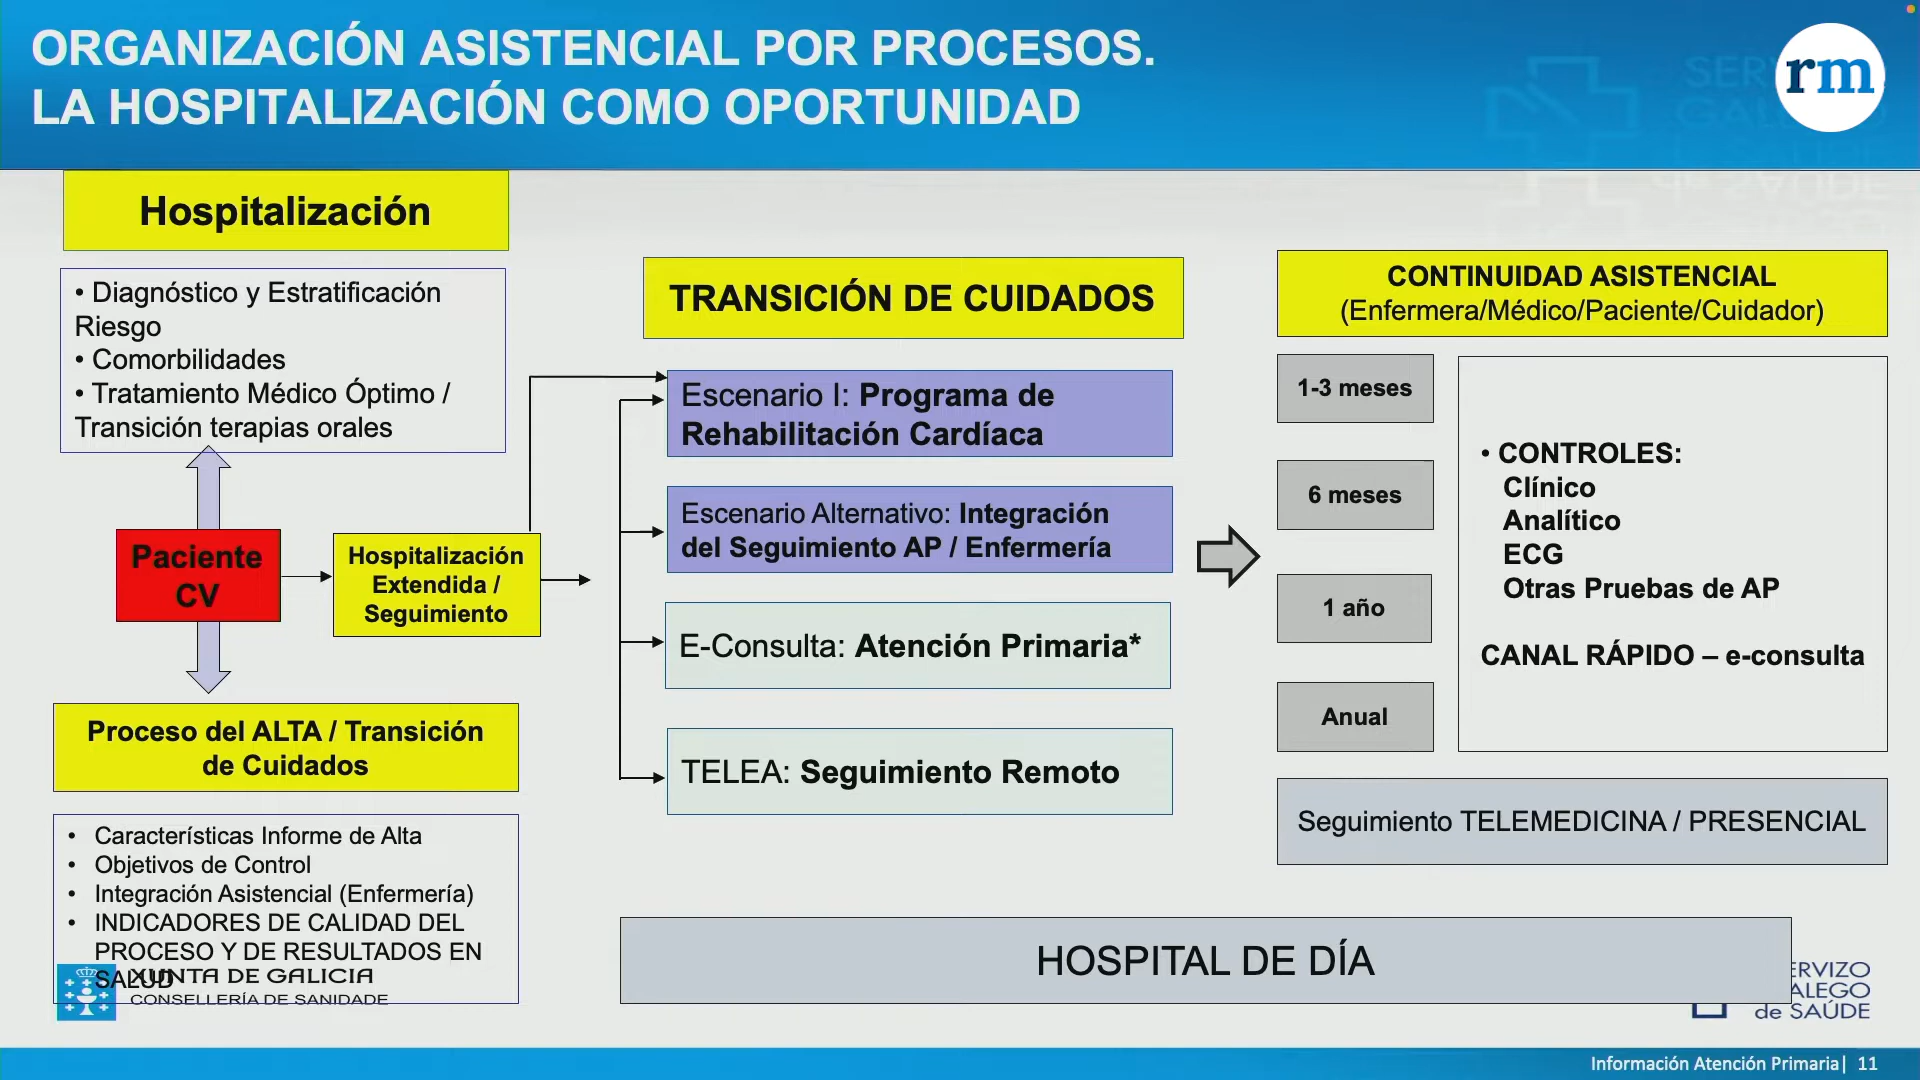 ORGANIZACIÓN ASISTENCIAL POR PROCESOS.
LA HOSPITALIZACIÓN COMO OPORTUNIDAD
rm
Hospitalización
• Diagnóstico y Estratificación
Riesgo
• Comorbilidades
• Tratamiento Médico Óptimo /
Transición terapias orales
Paciente
CV
Hospitalización
Extendida /
Seguimiento
Proceso del ALTA / Transición
de Cuidados
• Características Informe de Alta
• Objetivos de Control
• Integración Asistencial (Enfermería)
• INDICADORES DE CALIDAD DEL
PROCESO Y DE RESULTADOS EN
SALUD
XUNTA DE GALICIA
CONSELLERÍA DE SANIDADE
TRANSICIÓN DE CUIDADOS
Escenario I: Programa de
Rehabilitación Cardíaca
Escenario Alternativo: Integración
del Seguimiento AP / Enfermería
E-Consulta: Atención Primaria*
TELEA: Seguimiento Remoto
CONTINUIDAD ASISTENCIAL
(Enfermera/Médico/Paciente/Cuidador)
1-3 meses
6 meses
1 año
Anual
• CONTROLES:
Clínico
Analítico
ECG
Otras Pruebas de AP
CANAL RÁPIDO – e-consulta
Seguimiento TELEMEDICINA / PRESENCIAL
HOSPITAL DE DÍA
ERVIZO
ALEGO
de SAÚDE
Información Atención Primaria| 11